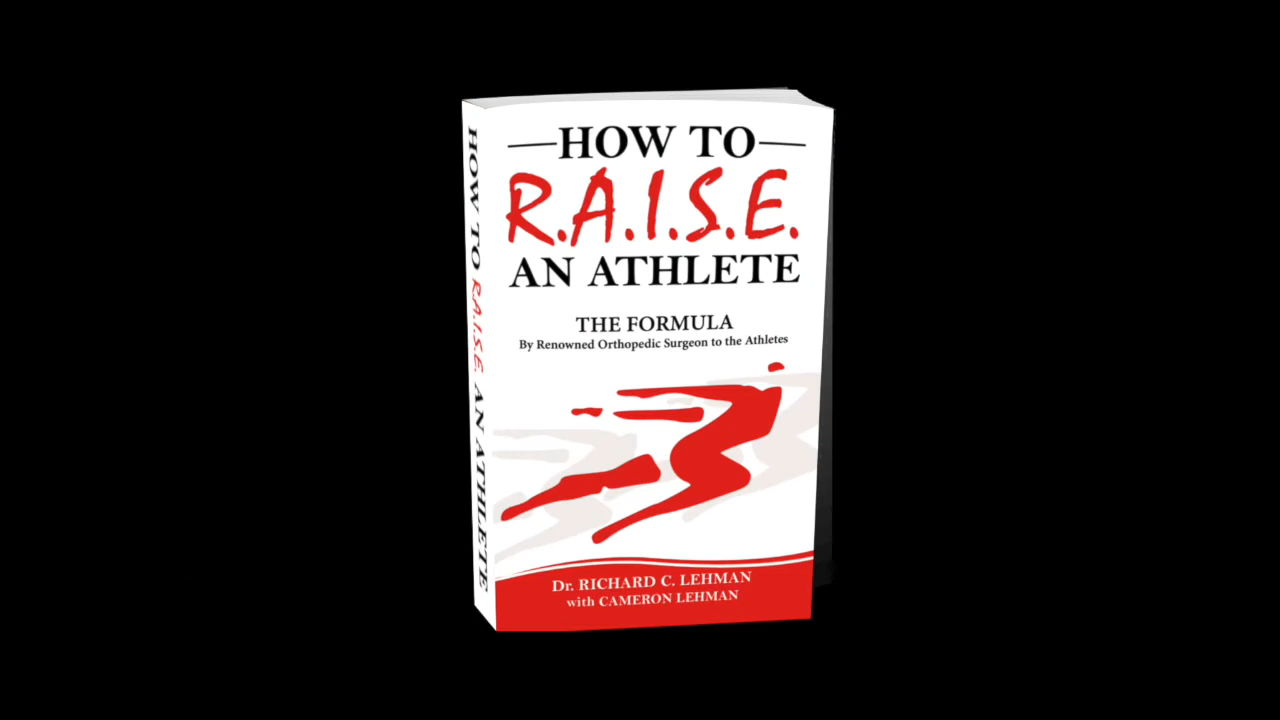 HOW TO
R.A.I.S.E.
AN ATHLETE
THE FORMULA
By Renowned Orthopedic Surgeon to the Athletes
Dr. RICHARD C. LEHMAN
with CAMERON LEHMAN
HOW TO R.A.I.S.E. AN ATHLETE